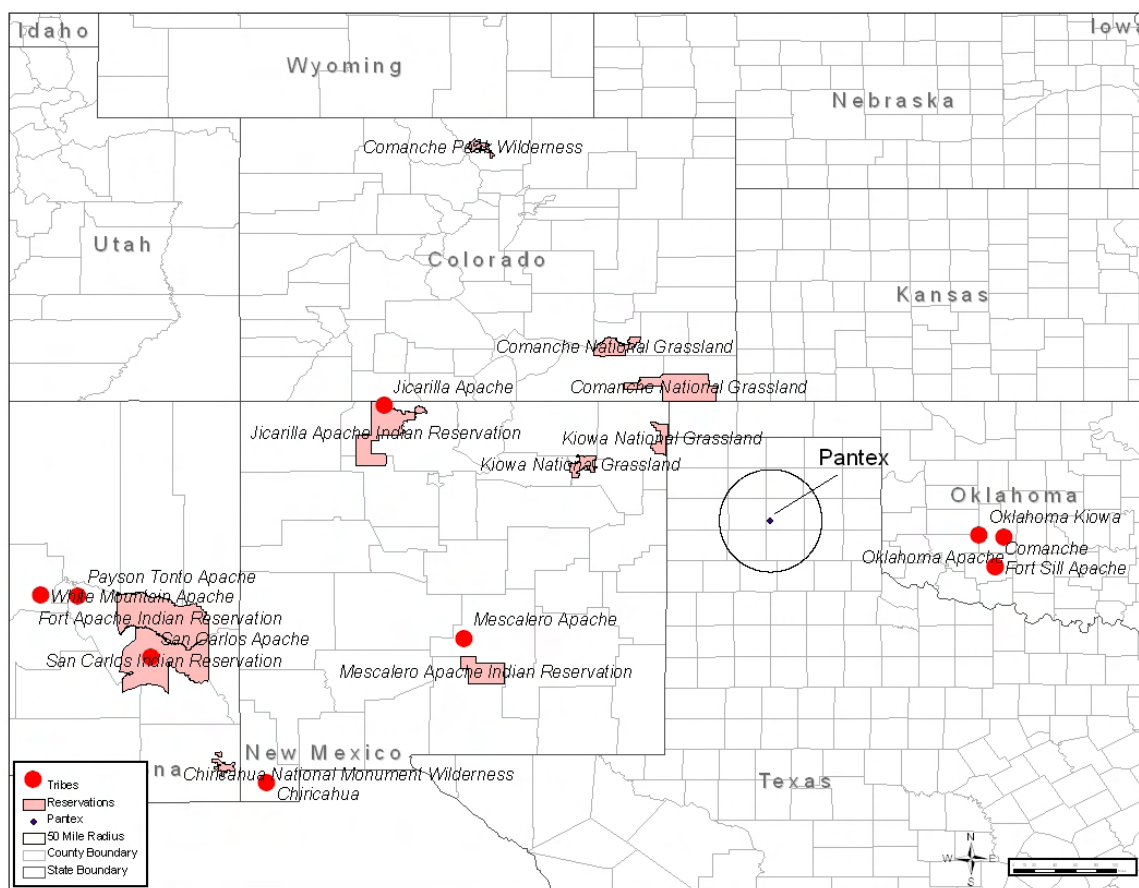 Idaho
Iowa
Wyoming
Nebraska
Comanche Peak Wilderness
Utah
Colorado
Kansas
Comanche National Grassland
Jicarilla Apache
Comanche National Grassland
Jicarilla Apache Indian Reservation
Kiowa National Grassland
Kiowa National Grassland
Pantex
Oklahoma
Oklahoma Kiowa
Comanche
Oklahoma Apache
Fort Sill Apache
Payson Tonto Apache
White Mountain Apache
Fort Apache Indian Reservation
San Carlos Apache
San Carlos Indian Reservation
Mescalero Apache
Mescalero Apache Indian Reservation
New Mexico
na
Chiricahua National Monument Wilderness
Chiricahua
Texas
Tribes
Reservations
Pantex
50 Mile Radius
County Boundary
State Boundary
N
W E
S